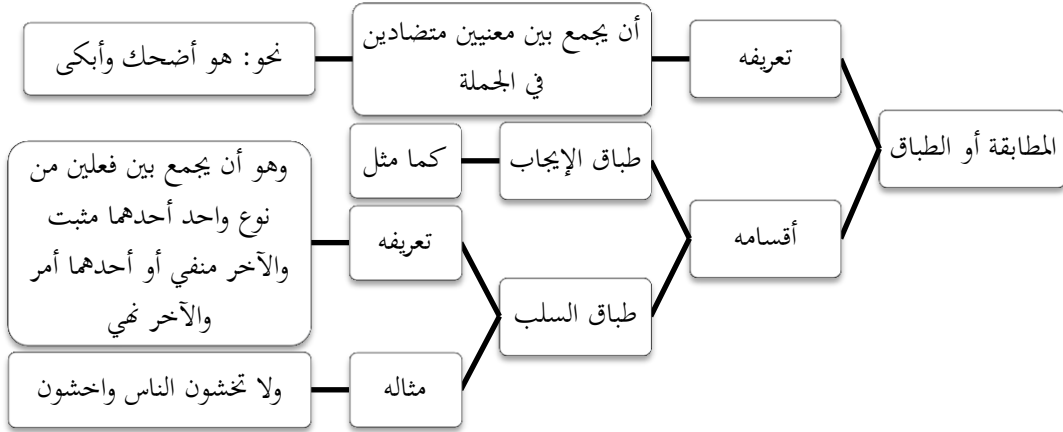 المطابقة أو الطباق
تعريفه
أن يجمع بين معنيين متضادين
في الجملة
نحو: هو أضحك وأبكى
أقسامه
طباق الإيجاب
كما مثل
طباق السلب
تعريفه
وهو أن يجمع بين فعلين من
نوع واحد أحدهما مثبت
والآخر منفي أو أحدهما أمر
والآخر نهي
مثاله
ولا تخشون الناس واخشون